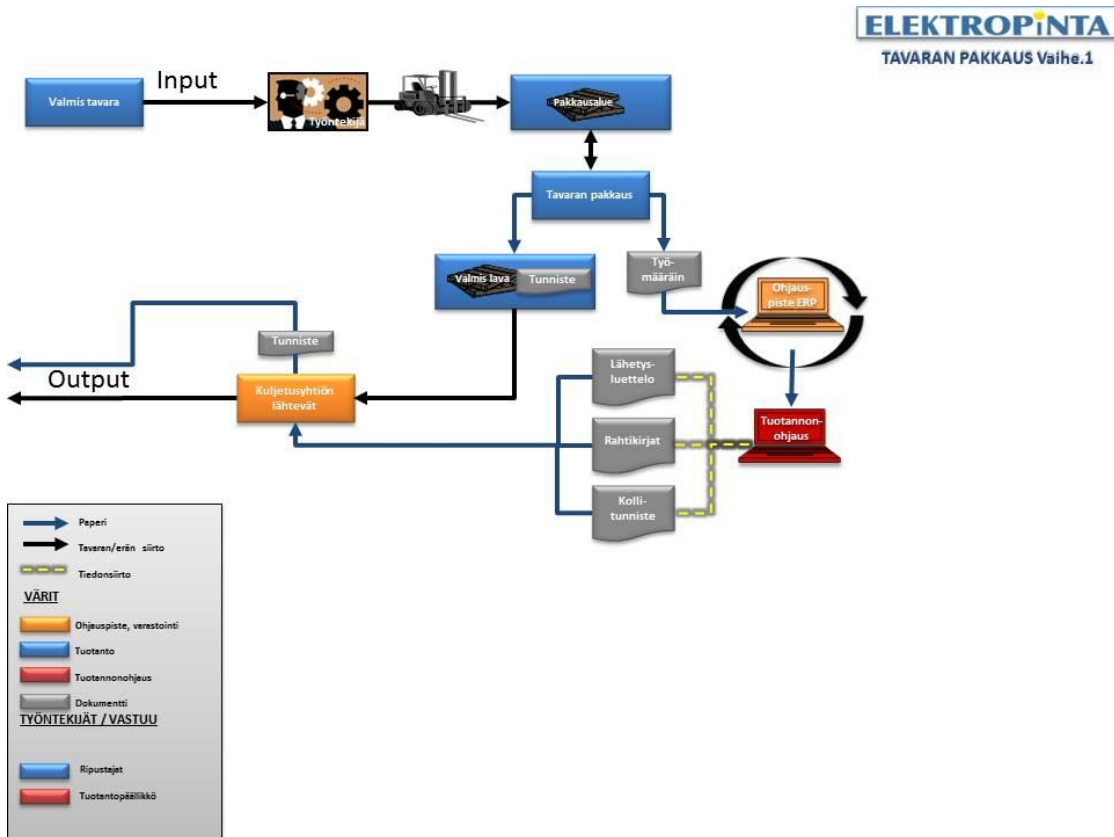 ELEKTROPiNTA
TAVARAN PAKKAUS Vaihe.1
Valmis tavara
Input
Työntekijä
Pakkausalue
Tavaran pakkaus
Valmis lava
Tunniste
Työ-
määräin
Ohjaus-
piste ERP
Tunniste
Output
Kuljetusyhtiön
lähtevät
Lähetys-
luettelo
Rahtikirjat
Kolli-
tunniste
Tuotannon-
ohjaus
Paperi
Tavaran/erän siirto
Tiedonsiirto
VÄRIT
Ohjauspiste, varastointi
Tuotanto
Tuotannonohjaus
Dokumentti
TYÖNTEKIJÄT / VASTUU
Ripustajat
Tuotantopäällikkö